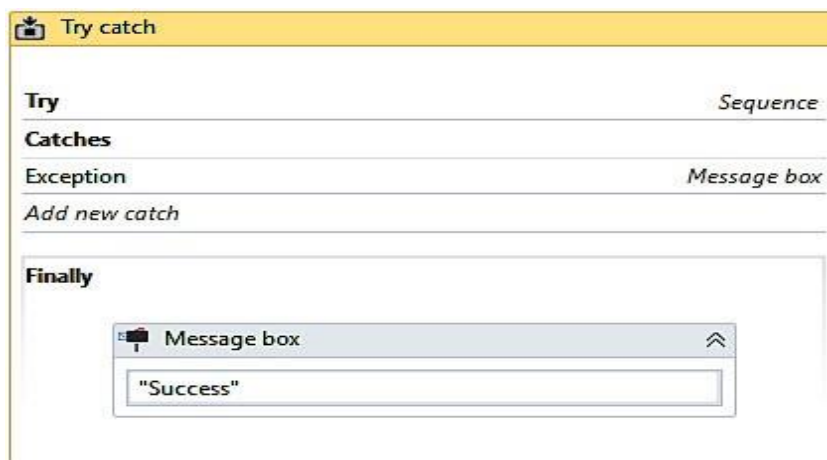 Try catch
Try Sequence
Catches
Exception Message box
Add new catch
Finally
Message box
"Success"